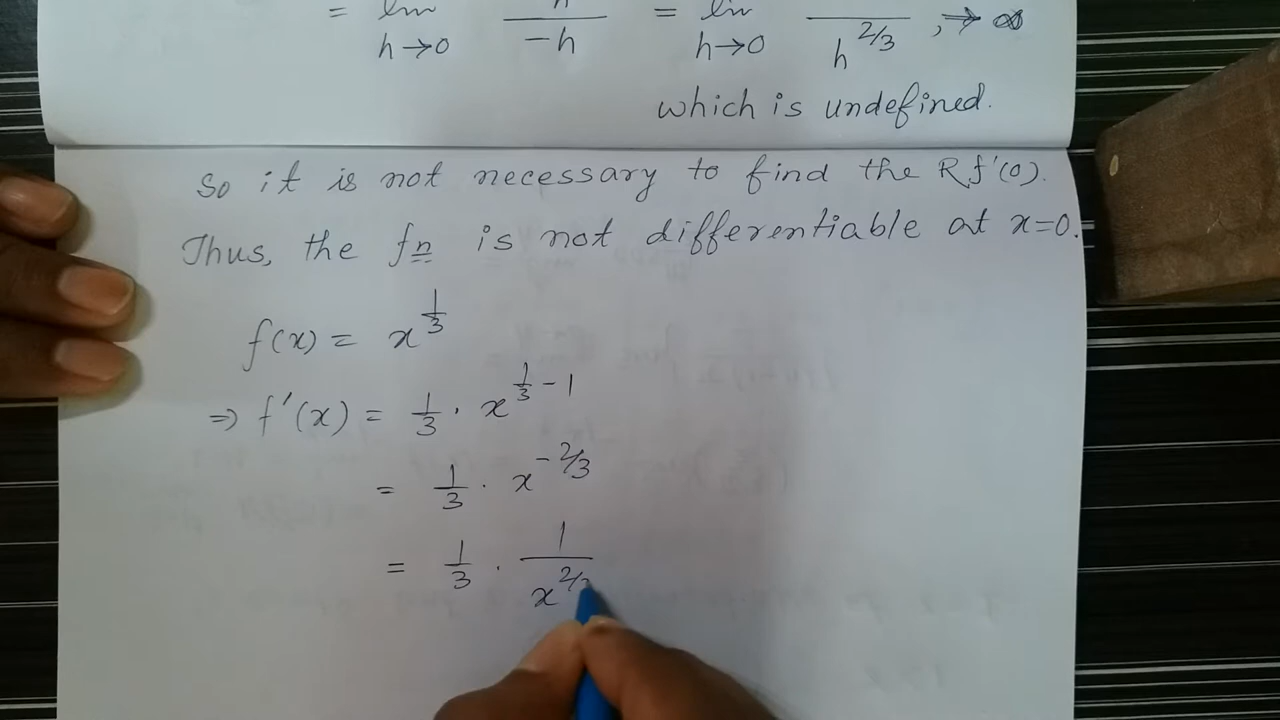 = lim / -h = lim / h^2/3 , → ∞
h→0 h→0
which is undefined.
So it is not necessary to find the Rf'(0).
Thus, the fn is not differentiable at x=0.
f(x) = x^1/3
⇒ f'(x) = 1/3 · x^1/3 - 1
= 1/3 · x^-2/3
= 1/3 · 1/x^2/